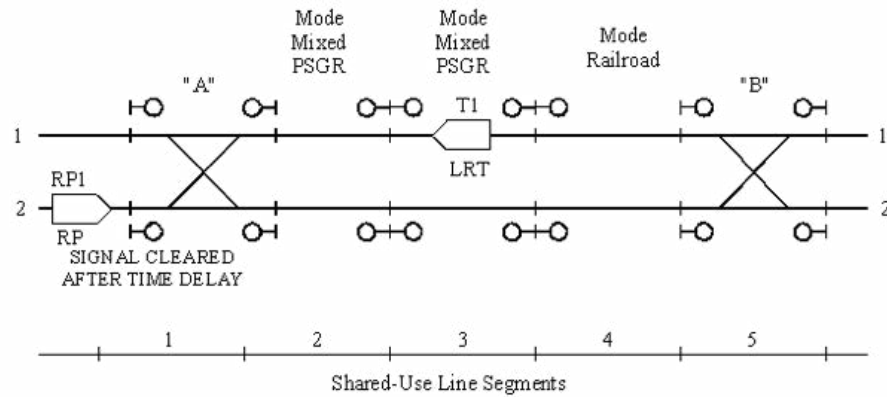 Mode
Mixed
PSGR
Mode
Mixed
PSGR
Mode
Railroad
"A"
"B"
T1
1
1
LRT
RP1
2
2
RP
SIGNAL CLEARED
AFTER TIME DELAY
1 2 3 4 5
Shared-Use Line Segments